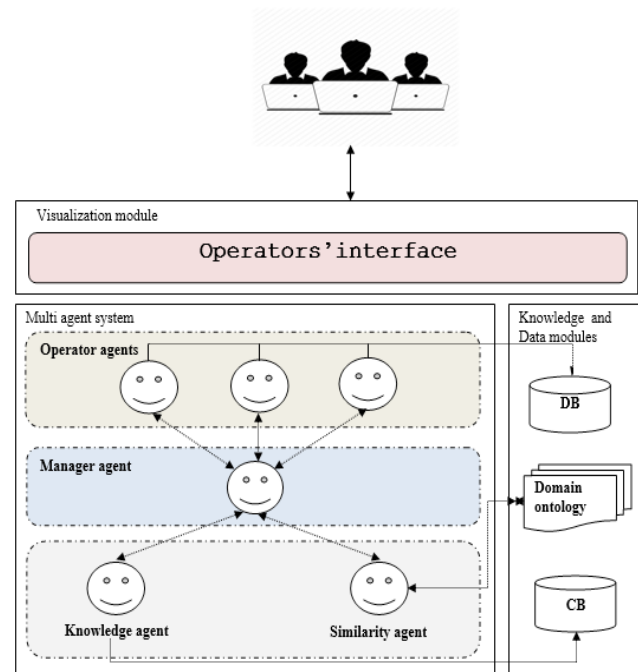 Visualization module
Operators’interface
Multi agent system
Knowledge and
Data modules
Operator agents
DB
Manager agent
Domain
ontology
CB
Knowledge agent
Similarity agent